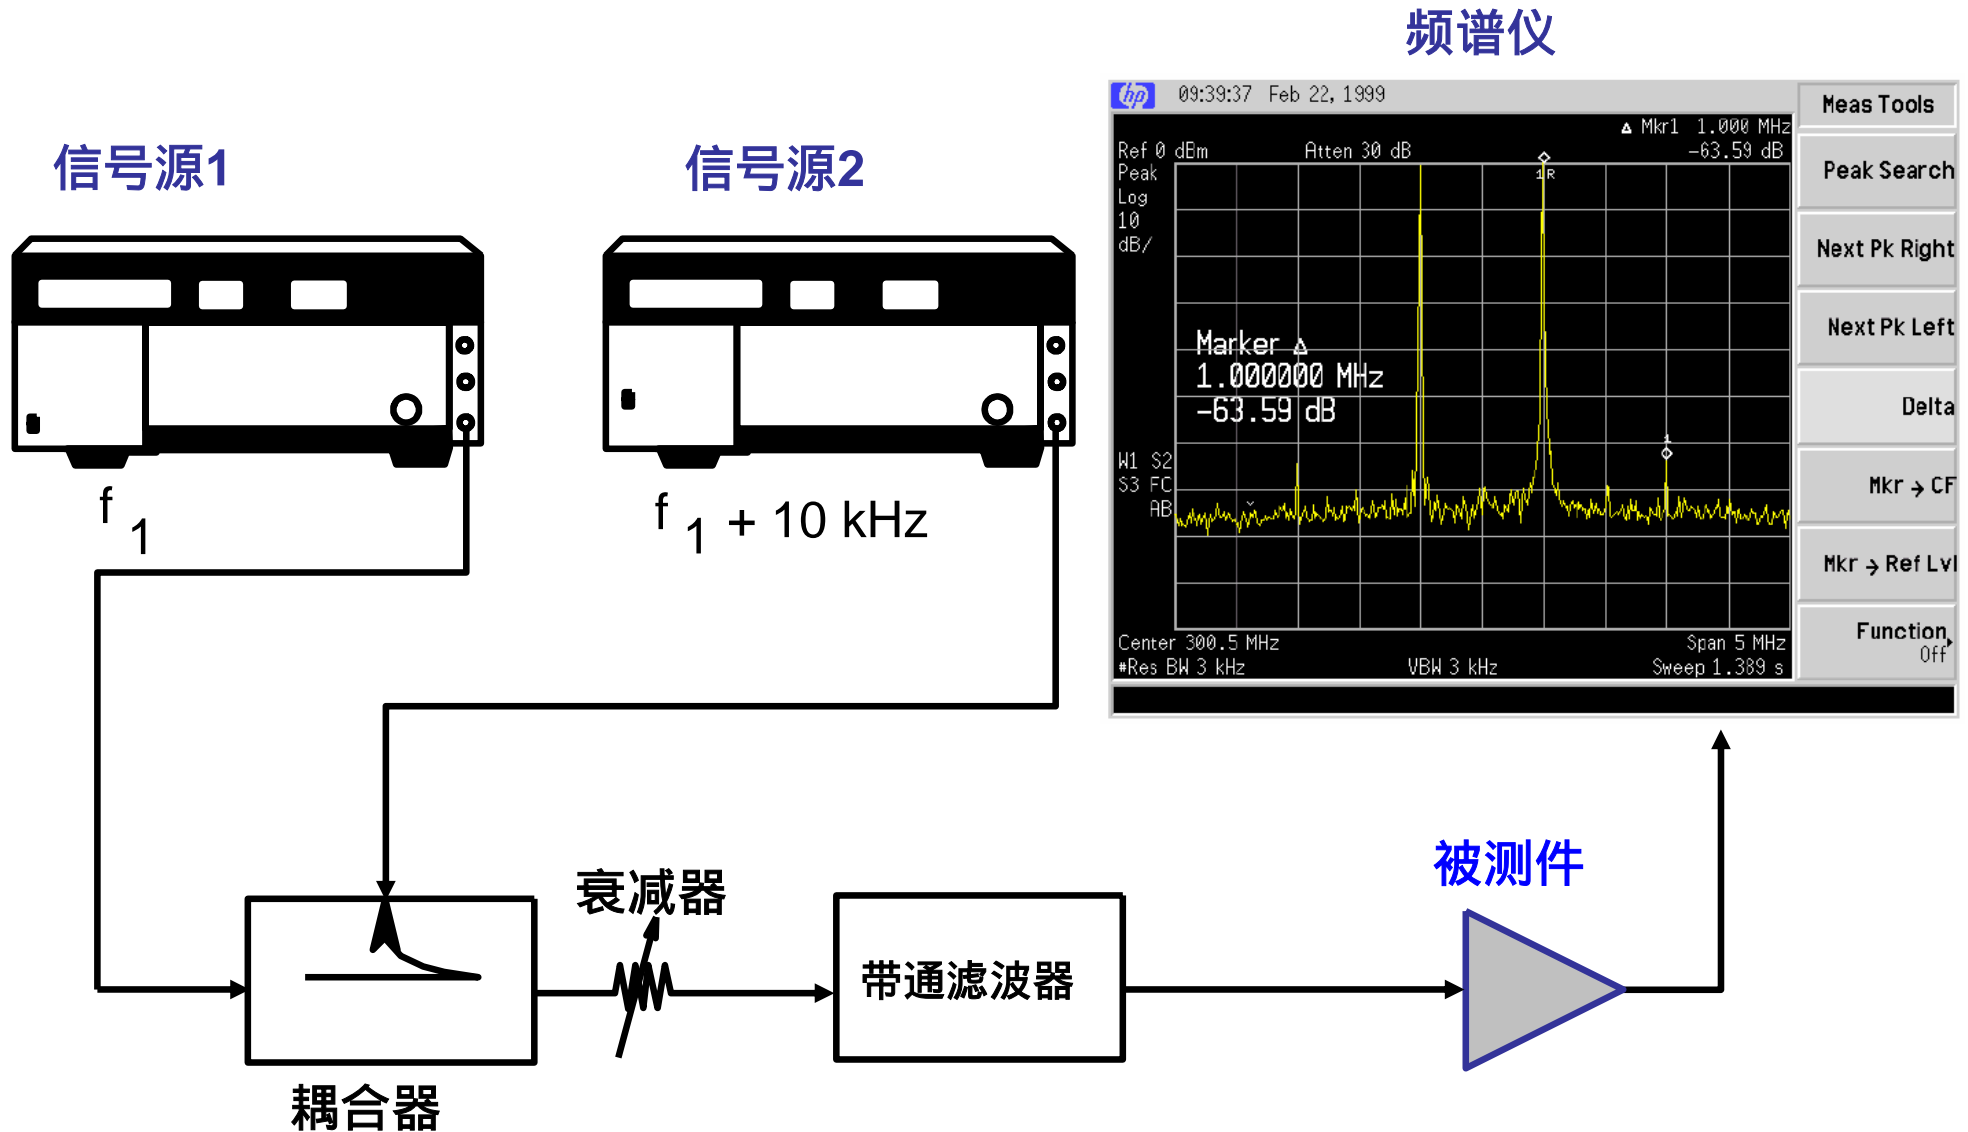 频谱仪
信号源1
信号源2
hp 09:39:37 Feb 22, 1999
Meas Tools
Mkr1 1.000 MHz
Ref 0 dBm Atten 30 dB -63.59 dB
Peak
Log
10
dB/
1R
Marker Δ
1.000000 MHz
-63.59 dB
1
W1 S2
S3 FC
AB
Center 300.5 MHz Span 5 MHz
#Res BW 3 kHz VBW 3 kHz Sweep 1.389 s
Peak Search
Next Pk Right
Next Pk Left
Delta
Mkr → CF
Mkr → Ref Lvl
Function
Off
f 1
f 1 + 10 kHz
衰减器
被测件
带通滤波器
耦合器